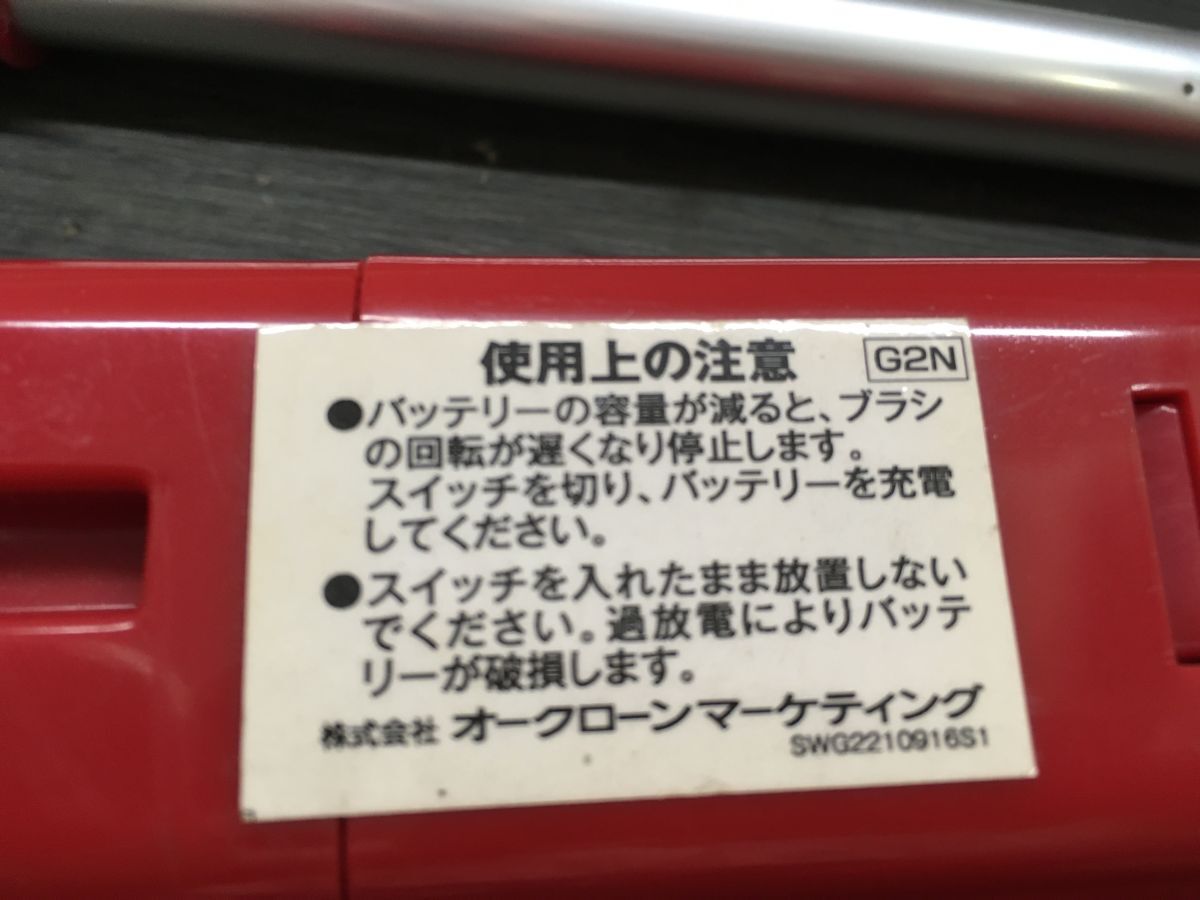 使用上の注意 G2N
●バッテリーの容量が減ると、ブラシ
の回転が遅くなり停止します。
スイッチを切り、バッテリーを充電
してください。
●スイッチを入れたまま放置しない
でください。過放電によりバッテ
リーが破損します。
株式会社 オークローンマーケティング
SWG2210916S1